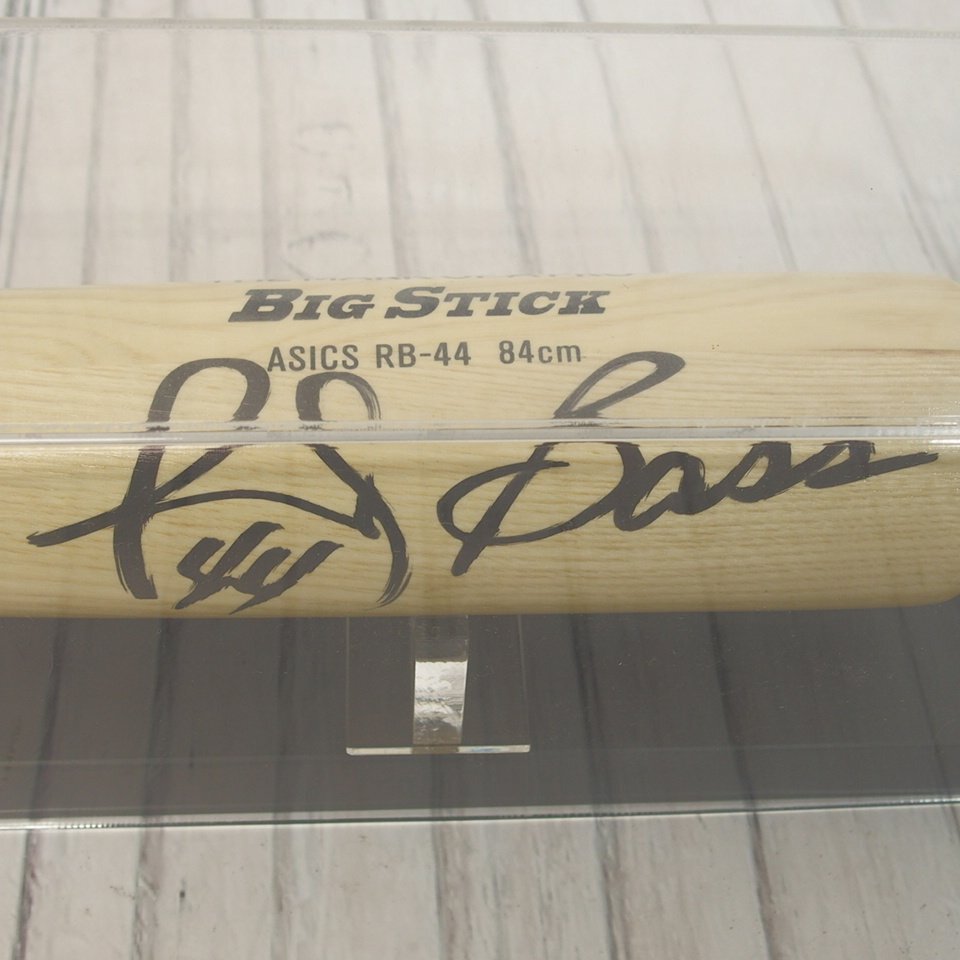 BIG STICK
ASICS RB-44 84cm
R Bass
44